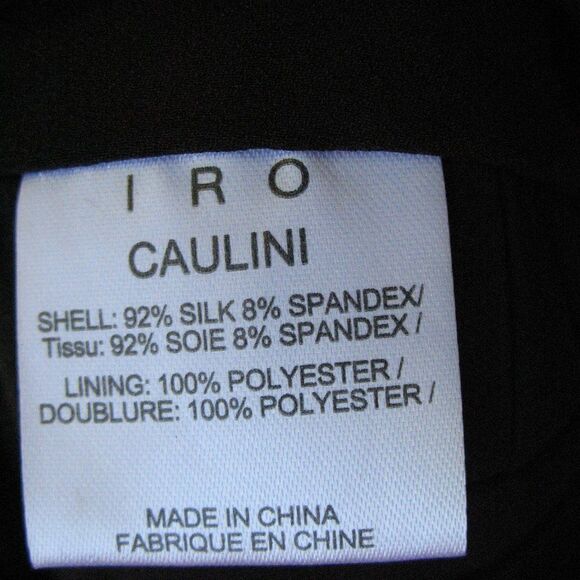 I R O
CAULINI
SHELL: 92% SILK 8% SPANDEX/
Tissu: 92% SOIE 8% SPANDEX /
LINING: 100% POLYESTER /
DOUBLURE: 100% POLYESTER /
MADE IN CHINA
FABRIQUE EN CHINE